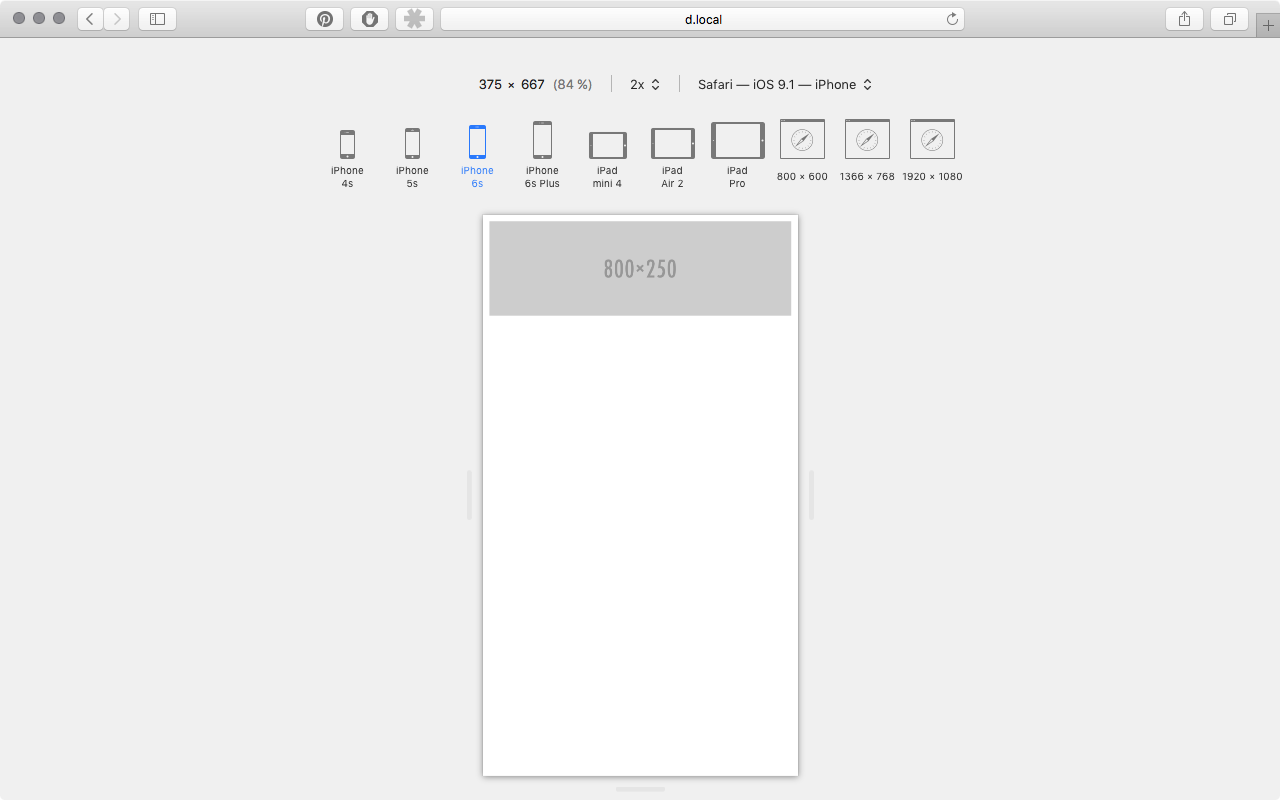 d.local
375 × 667 (84 %) 2x Safari — iOS 9.1 — iPhone
iPhone 4s
iPhone 5s
iPhone 6s
iPhone 6s Plus
iPad mini 4
iPad Air 2
iPad Pro
800 × 600
1366 × 768
1920 × 1080
800×250